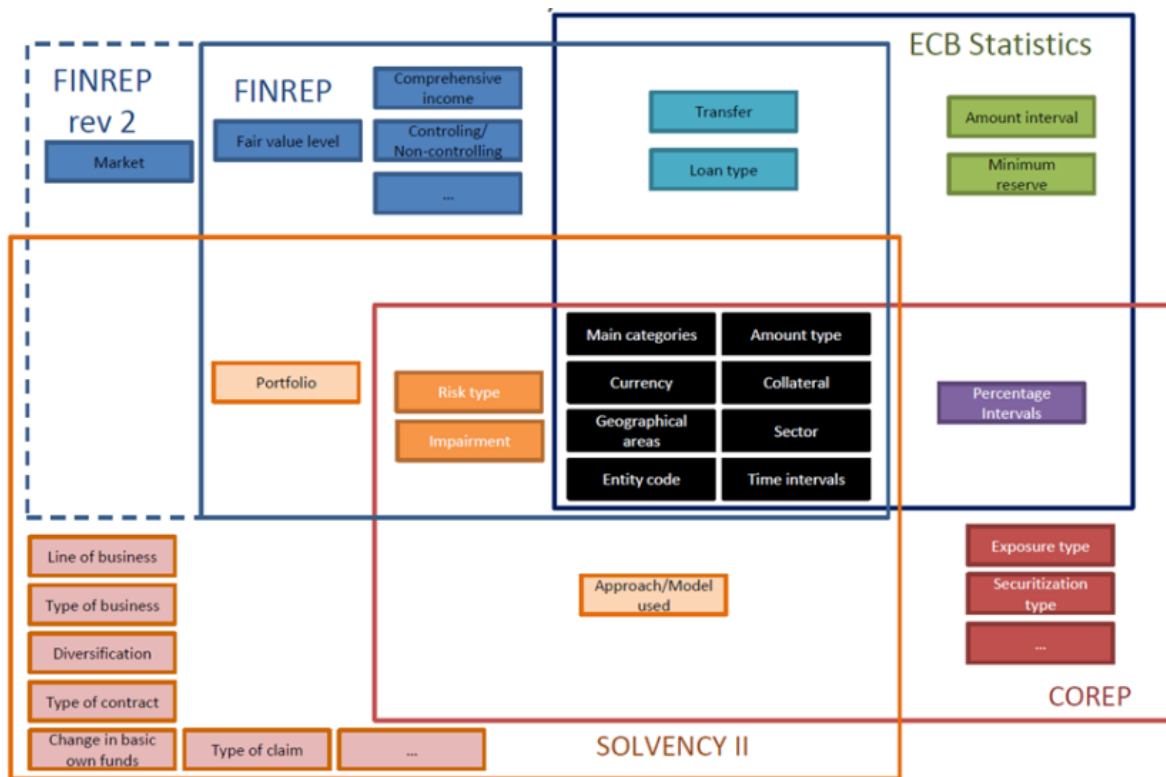 ECB Statistics
FINREP
rev 2
FINREP
Comprehensive
income
Transfer
Amount interval
Fair value level
Controling/
Non-controlling
Market
Loan type
Minimum
reserve
...
Main categories
Amount type
Portfolio
Risk type
Currency
Collateral
Percentage
Intervals
Impairment
Geographical
areas
Sector
Entity code
Time intervals
Line of business
Exposure type
Type of business
Approach/Model
used
Securitization
type
Diversification
...
Type of contract
COREP
Change in basic
own funds
Type of claim
...
SOLVENCY II